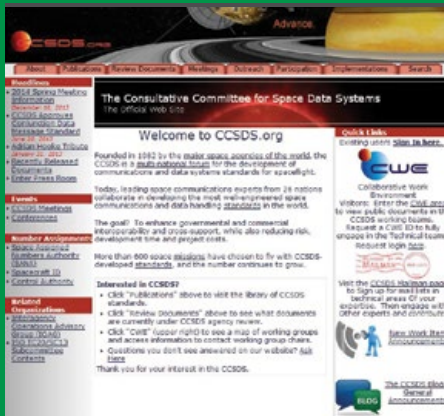 Advance.
CCSDS.ORG
About
Publications
Review Documents
Meetings
Outreach
Participation
Implementations
Search
Headlines
2014 Spring Meeting
Information
CCSDS Approves
Conjunction Data
Message Standard
Adrian Hooke Tribute
Recently Released
Documents
Enter Press Room
Events
CCSDS Meetings
Conferences
Number Assignments
Space Assigned
Numbers Authority
(SANA)
Spacecraft ID
Control Authority
Related
Organizations
Interagency
Operations Advisory
Group (IOAG)
Subcommittee
Contents
The Consultative Committee for Space Data Systems
The Official Web Site
Welcome to CCSDS.org
Founded in 1982 by the major space agencies of the world, the
CCSDS is a multi-national forum for the development of
communications and data systems standards for spaceflight.
Today, leading space communications experts from 26 nations
collaborate in developing the most well-engineered space
communications and data handling standards in the world.
The goal? To enhance governmental and commercial
interoperability and cross-support, while also reducing risk,
development time and project costs.
More than 600 space missions have chosen to fly with CCSDS-
developed standards, and the number continues to grow.
Interested in CCSDS?
Click "Publications" above to visit the library of CCSDS
standards.
Click "Review Documents" above to see what
documents are currently under CCSDS agency review.
Click "CWE" (upper right) to see a map of working groups
and access information to contact working group chairs.
Questions you don't see answered on our website? Ask
Here
Thank you for your interest in the CCSDS.
Quick Links
Existing users Sign in here.
CWE
Collaborative Work
Environment
Visitors: Enter the CWE area
to view public documents in th
CCSDS working teams.
Request a CWE ID to fully
engage in the Technical team
Request login here.
Visit the CCSDS Mailman page
to Sign up for mail lists in
technical areas Of your
expertise. Then engage with
Other experts and contribute
New Work Item
Announcements
BLOG
The CCSDS Blog
General
Announcements